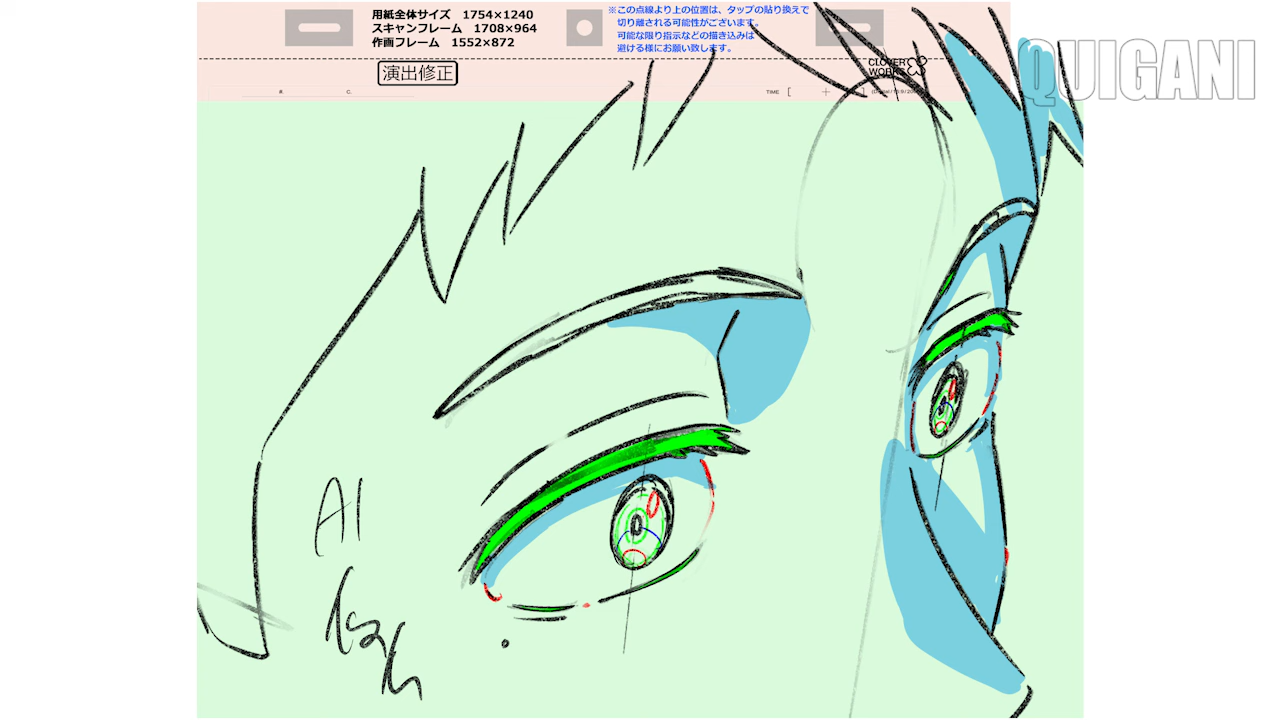 用紙全体サイズ 1754×1240
スキャンフレーム 1708×964
作画フレーム 1552×872
※この点線より上の位置は、タップの貼り換えで
切り離される可能性がございます。
可能な限り指示などの描き込みは
避ける様にお願い致します。
演出修正
CLOVER
WORKS
QUIGANI
R
C.
TIME [ + ]
A1